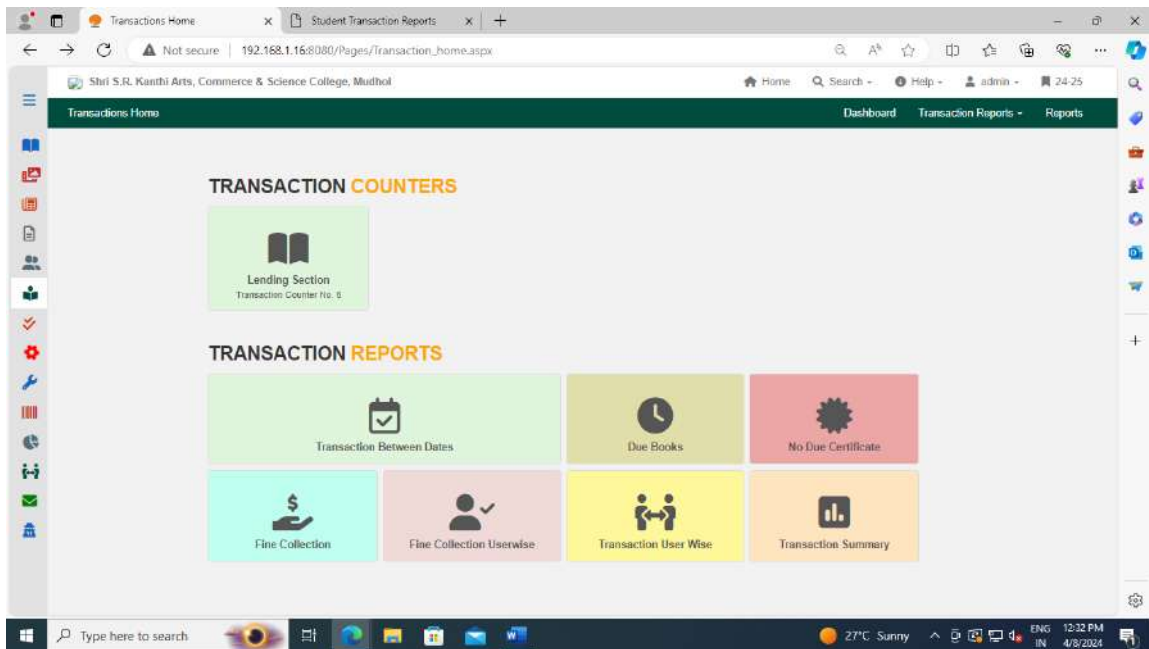 Transactions Home
Student Transaction Reports
Not secure
192.168.1.16:8080/Pages/Transaction_home.aspx
Shri S.R. Kanthi Arts, Commerce & Science College, Mudhol
Home Search Help admin 24-25
Transactions Home
Dashboard Transaction Reports Reports
TRANSACTION COUNTERS
Lending Section
Transaction Counter No. 6
TRANSACTION REPORTS
Transaction Between Dates
Due Books
No Due Certificate
Fine Collection
Fine Collection Userwise
Transaction User Wise
Transaction Summary
Type here to search
27°C Sunny
ENG
IN
12:32 PM
4/8/2024